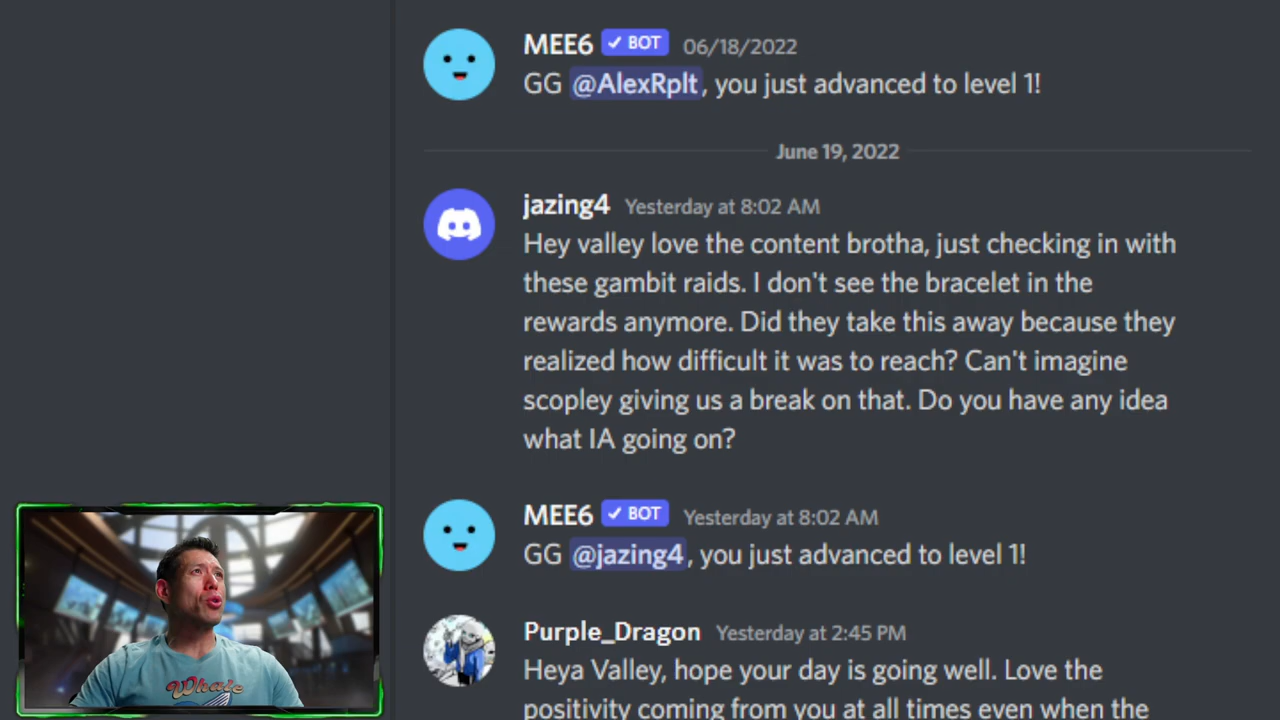 MEE6 ✓ BOT 06/18/2022
GG @AlexRplt, you just advanced to level 1!
June 19, 2022
jazing4 Yesterday at 8:02 AM
Hey valley love the content brotha, just checking in with
these gambit raids. I don't see the bracelet in the
rewards anymore. Did they take this away because they
realized how difficult it was to reach? Can't imagine
scopley giving us a break on that. Do you have any idea
what IA going on?
MEE6 ✓ BOT Yesterday at 8:02 AM
GG @jazing4, you just advanced to level 1!
Purple_Dragon Yesterday at 2:45 PM
Heya Valley, hope your day is going well. Love the
positivity coming from you at all times even when the
Whale